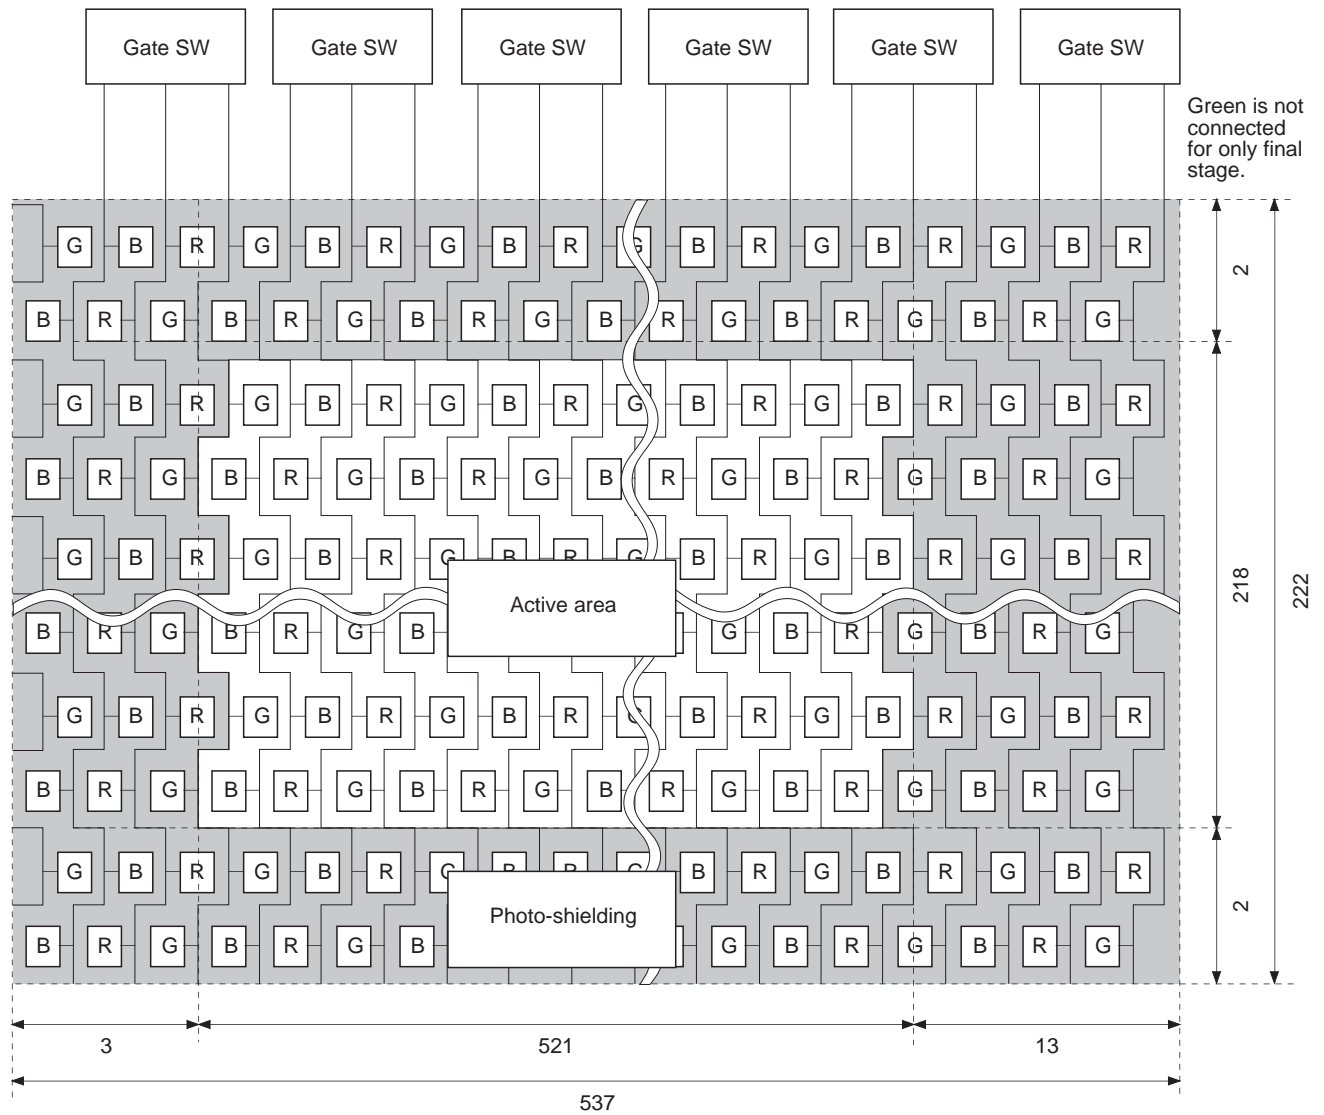 Gate SW Gate SW Gate SW Gate SW Gate SW Gate SW
Green is not
connected
for only final
stage.
G B R G B R G B R G B R G B R G B R
2
B R G B R G B R G B R G B R G B R G
G B R G B R G B R G B R G B R G B R
B R G B R G B R G B R G B R G B R G
G B R G B R G B R G B R G B R G B R
218
222
Active area
B R G B R G B G B R G B R G
G B R G B R G B R G B R G B R G B R
B R G B R G B R G B R G B R G B R G
G B R G B R G B R G B R G B R G B R
2
Photo-shielding
B R G B R G B G B R G B R G
3 521 13
537